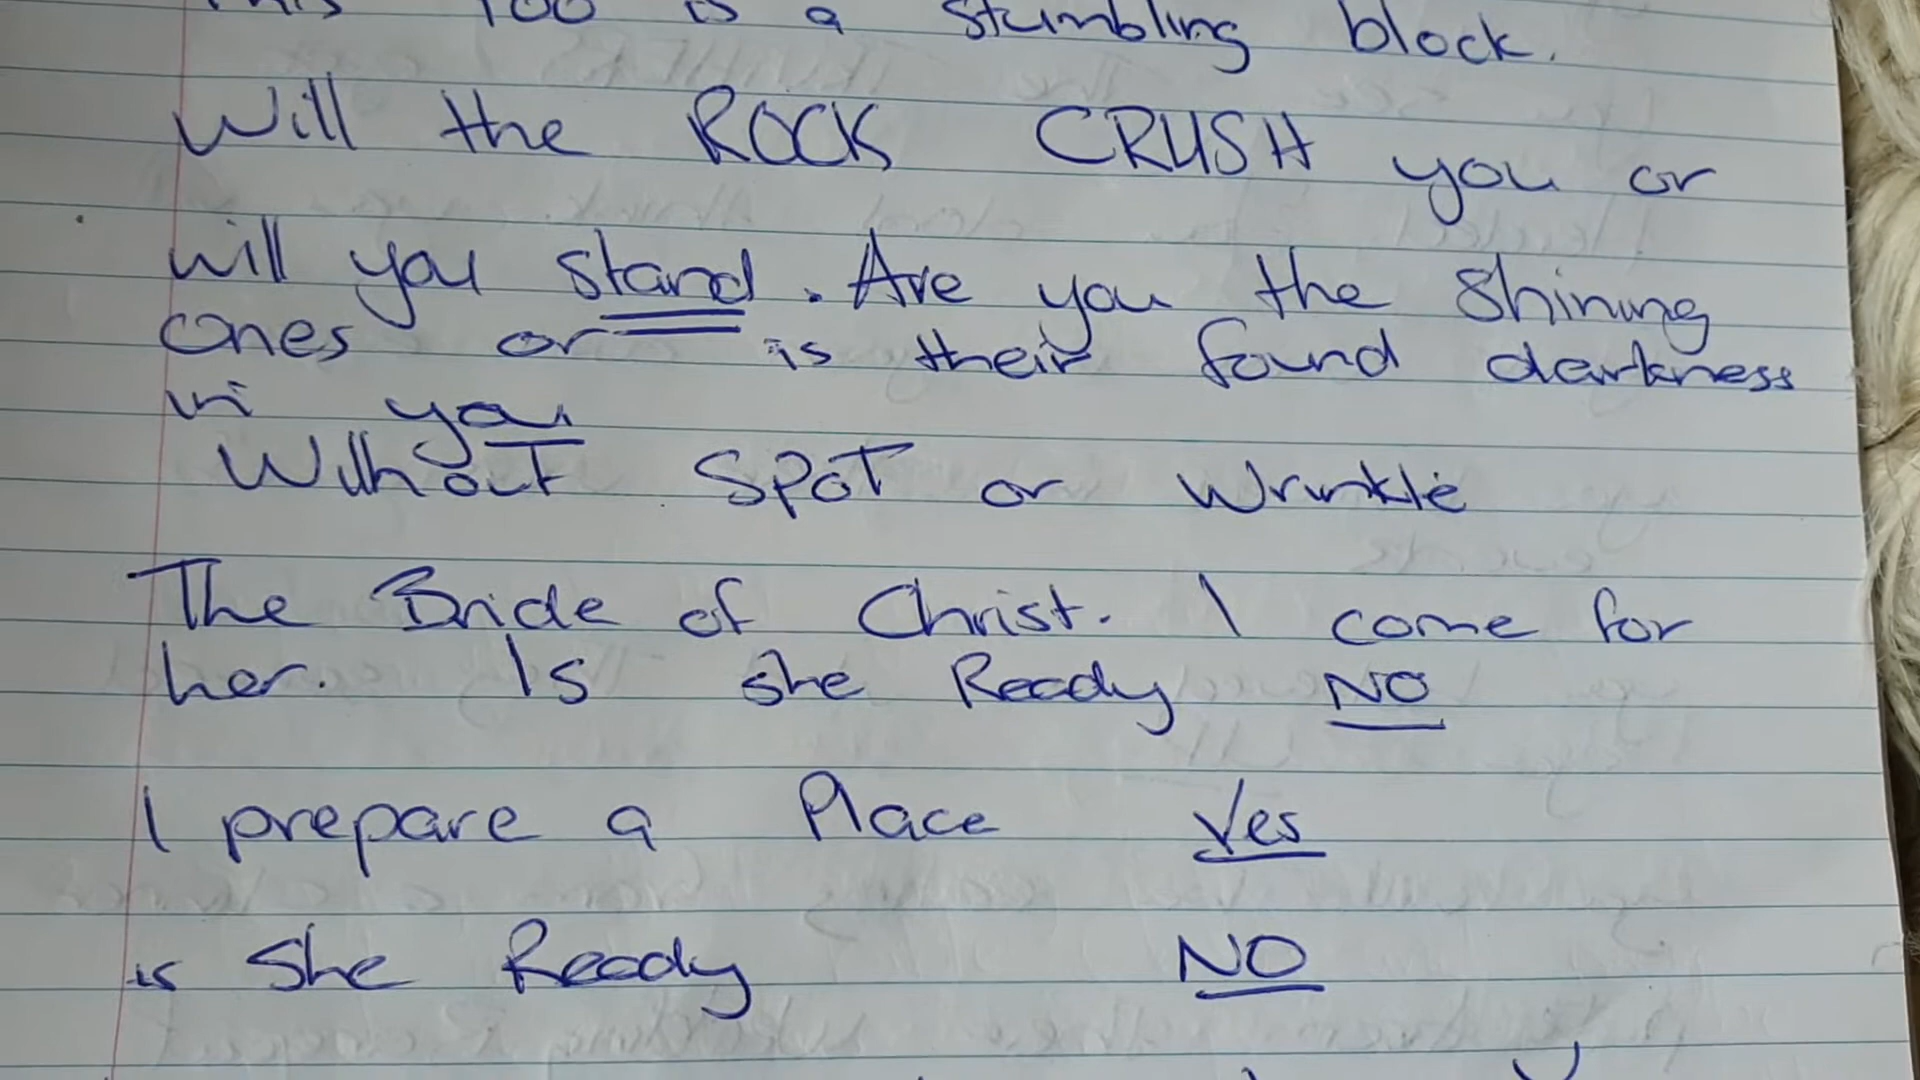 This too is a stumbling block.
Will the ROCK CRUSH you or
will you stand. Are you the shining
ones or is their found darkness
in you
Without SPOT or wrinkle
The Bride of Christ. I come for
her. Is she Ready NO
I prepare a Place Yes
is She Ready NO